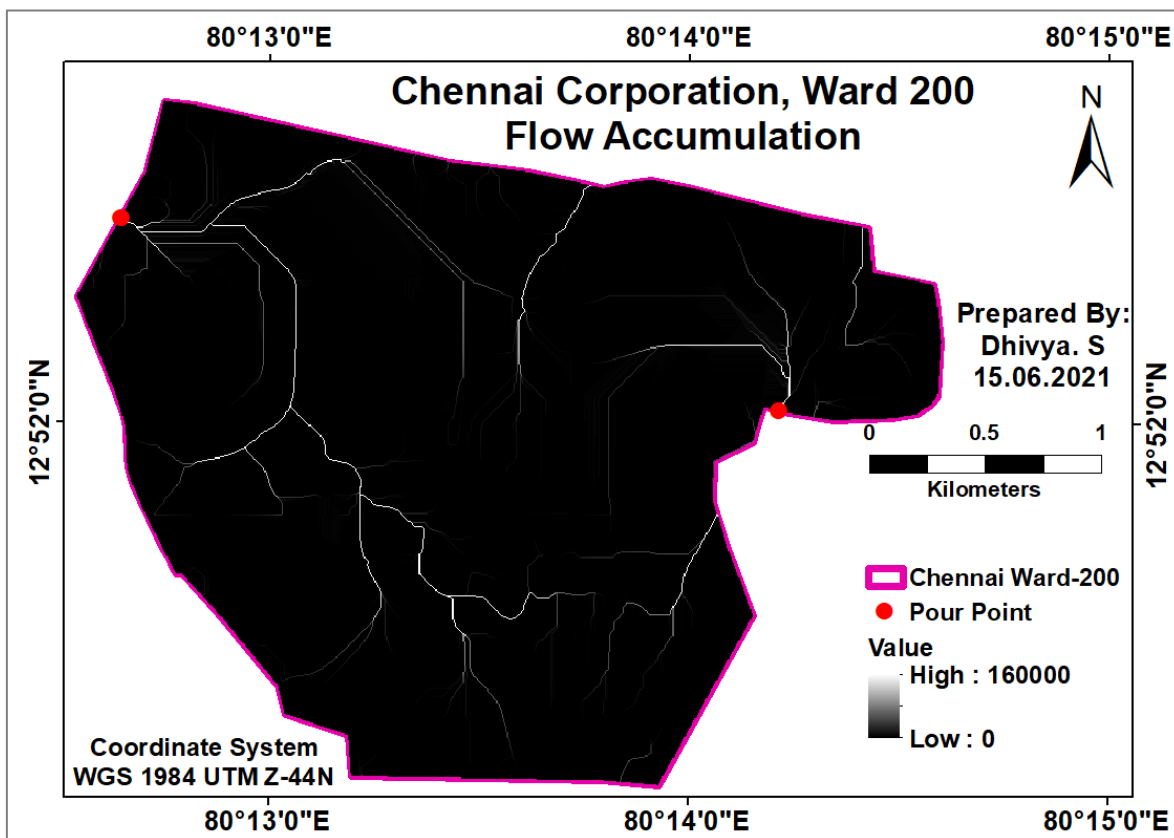 80°13'0"E 80°14'0"E 80°15'0"E
Chennai Corporation, Ward 200
Flow Accumulation
N
Prepared By:
Dhivya. S
15.06.2021
12°52'0"N
12°52'0"N
0 0.5 1
Kilometers
Chennai Ward-200
Pour Point
Value
High : 160000
Low : 0
Coordinate System
WGS 1984 UTM Z-44N
80°13'0"E 80°14'0"E 80°15'0"E